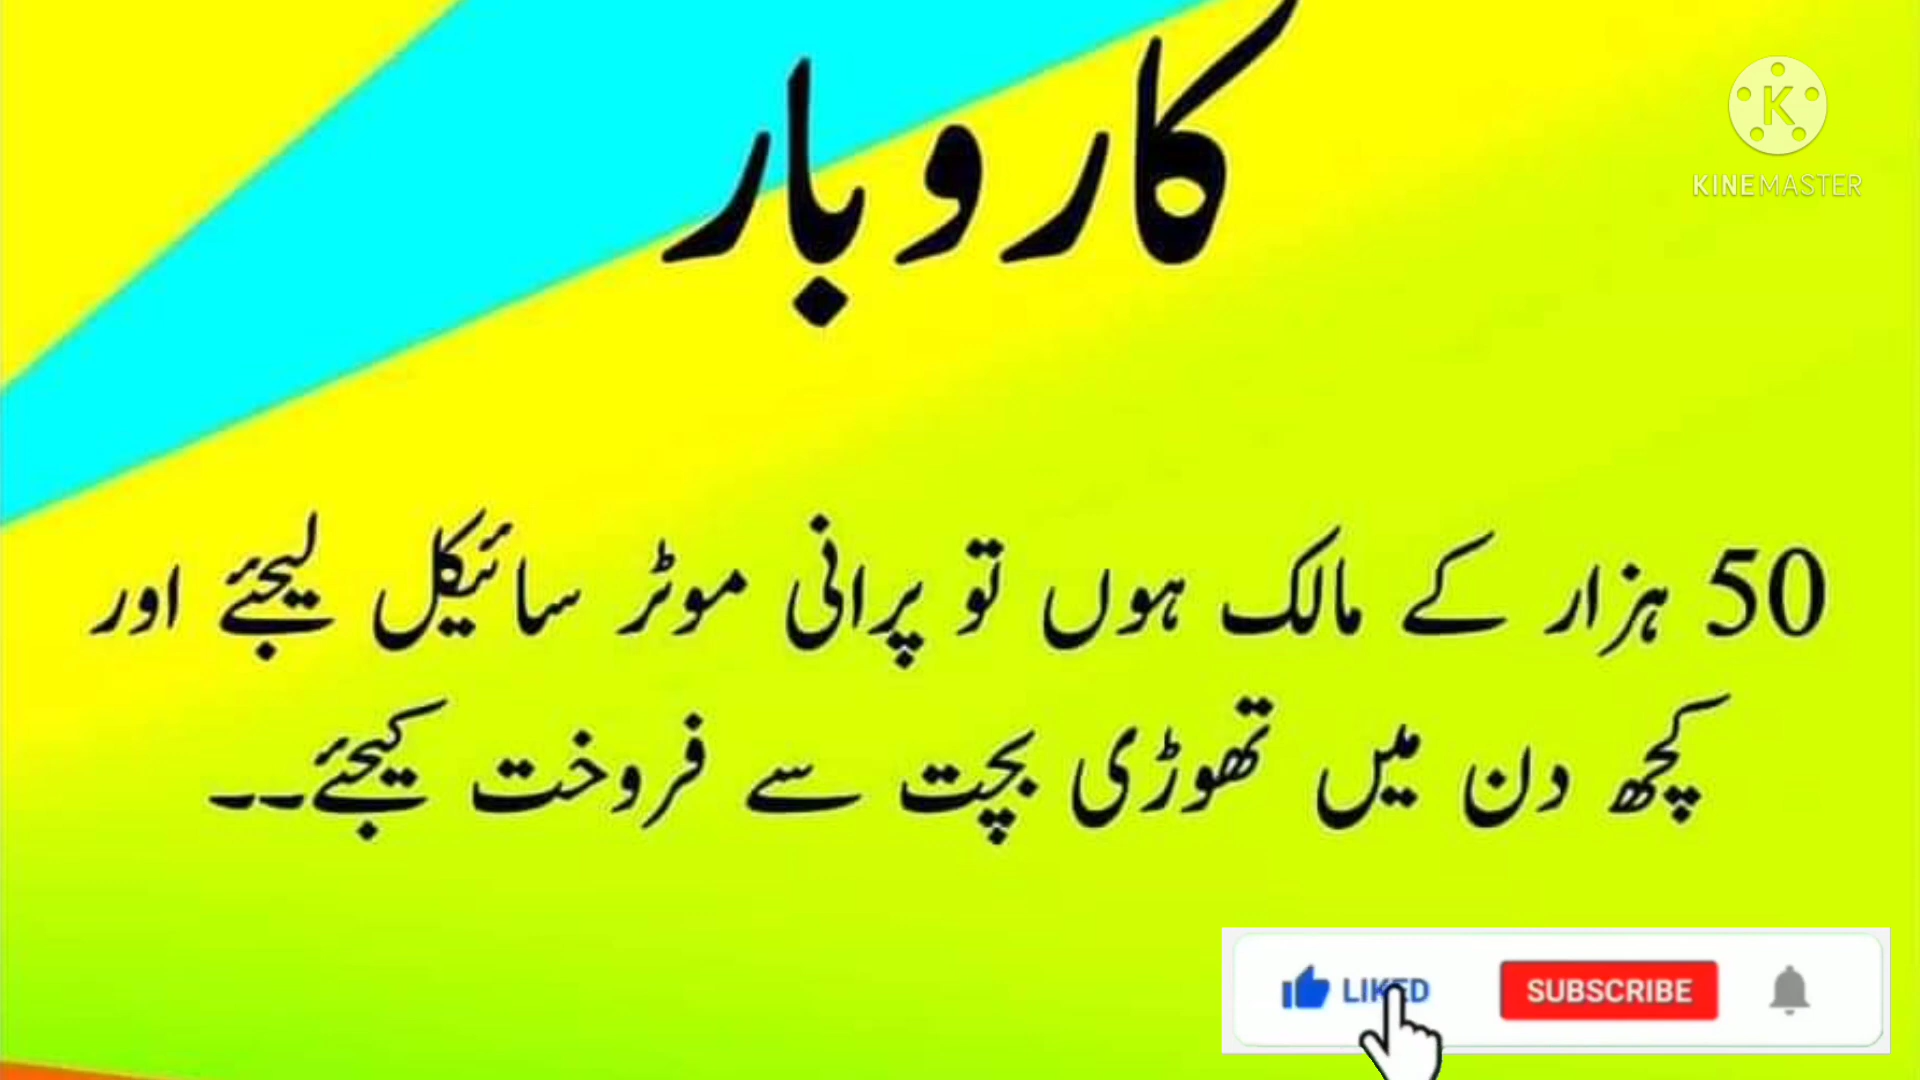 کاروبار
KINEMASTER
50 ہزار کے مالک ہوں تو پرانی موٹر سائیکل لیجئے اور
کچھ دن میں تھوڑی بچت سے فروخت کیجئے۔۔
LIKED SUBSCRIBE